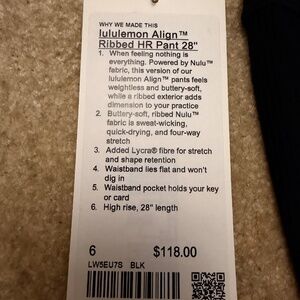 WHY WE MADE THIS
lululemon Align™
Ribbed HR Pant 28"
1. When feeling nothing is
everything. Powered by Nulu™
fabric, this version of our
lululemon Align™ pants feels
weightless and buttery-soft,
while a ribbed exterior adds
dimension to your practice
2. Buttery-soft, ribbed Nulu™
fabric is sweat-wicking,
quick-drying, and four-way
stretch
3. Added Lycra® fibre for stretch
and shape retention
4. Waistband lies flat and won't
dig in
5. Waistband pocket holds your key
or card
6. High rise, 28" length
6 $118.00
LW5EU7S BLK